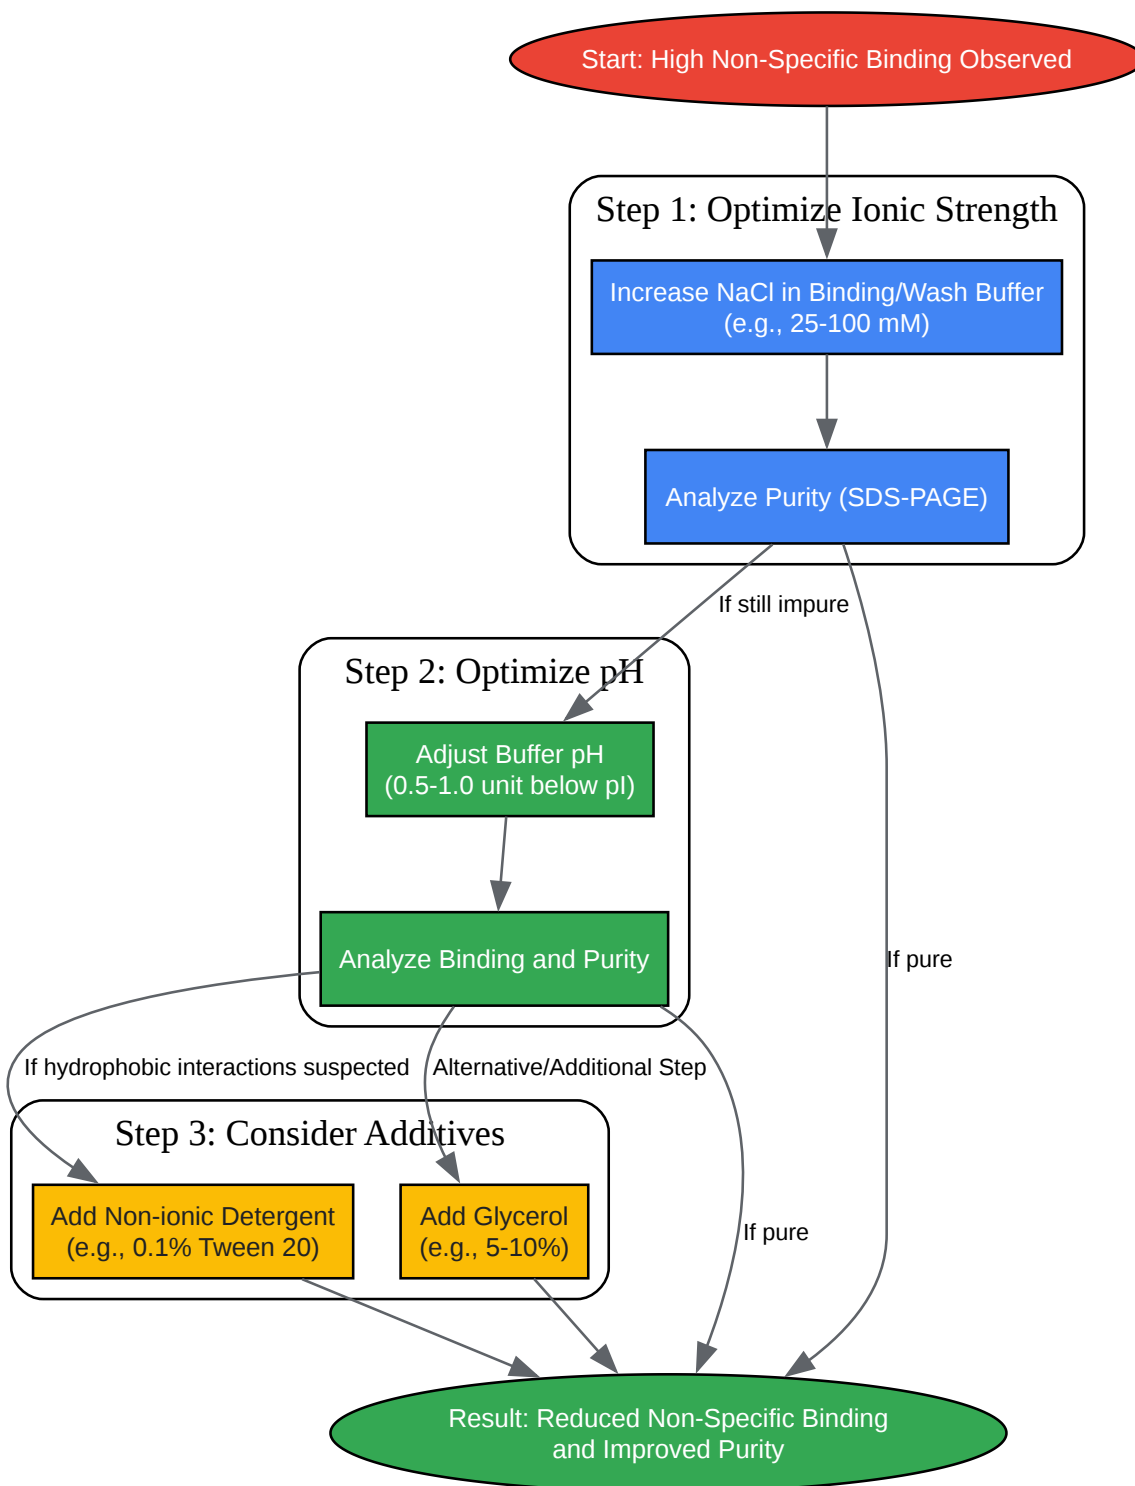 Start: High Non-Specific Binding Observed
Step 1: Optimize Ionic Strength
Increase NaCl in Binding/Wash Buffer
(e.g., 25-100 mM)
Analyze Purity (SDS-PAGE)
If still impure
Step 2: Optimize pH
Adjust Buffer pH
(0.5-1.0 unit below pI)
Analyze Binding and Purity
If pure
If hydrophobic interactions suspected
Alternative/Additional Step
Step 3: Consider Additives
Add Non-ionic Detergent
(e.g., 0.1% Tween 20)
Add Glycerol
(e.g., 5-10%)
If pure
Result: Reduced Non-Specific Binding
and Improved Purity